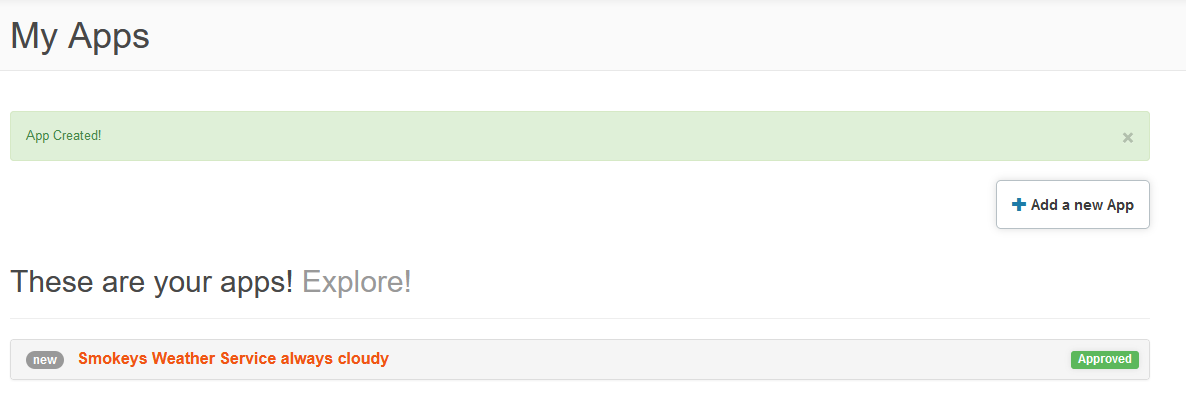 My Apps
App Created!
×
Add a new App
These are your apps! Explore!
new Smokeys Weather Service always cloudy Approved